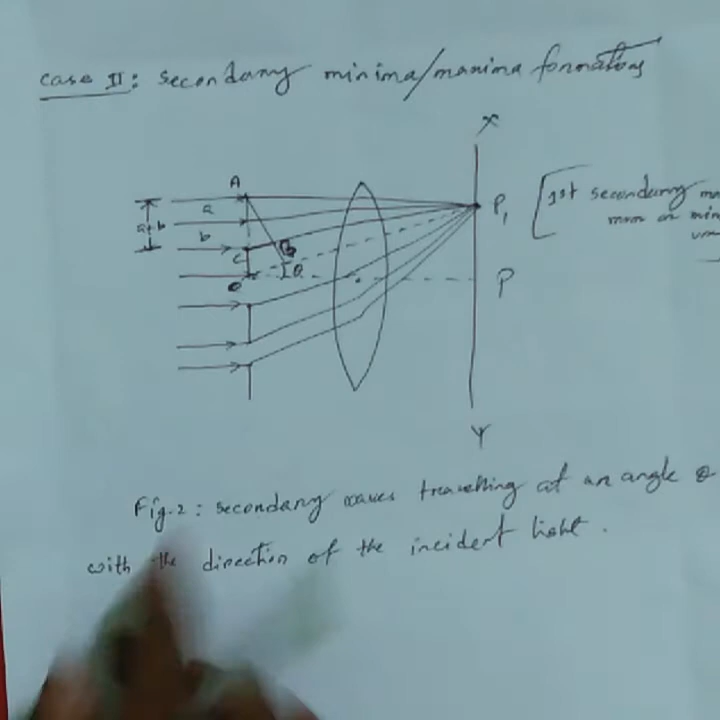 case II: secondary minima/maxima formations
X
A
a
P1
[1st secondary
a+b
b
C
θ
O
P
Y
Fig.2: secondary waves travelling at an angle θ
with the direction of the incident light.